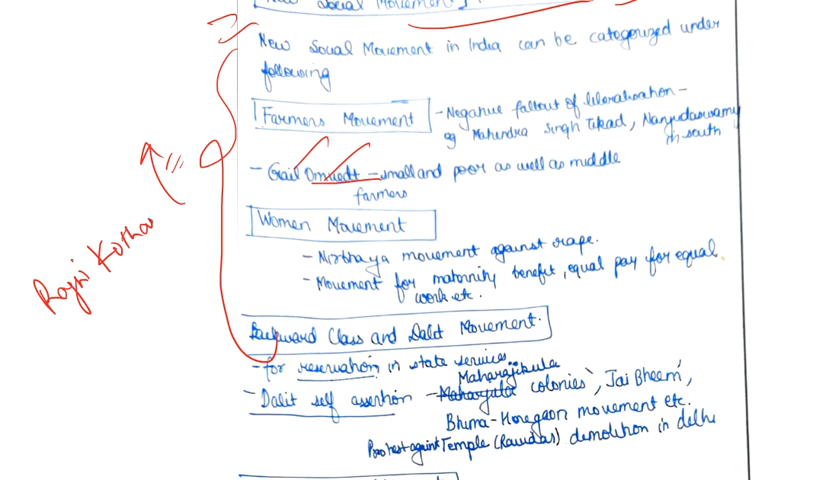 New Social Movement
New Social Movement in India can be categorized under
following
Farmers Movement
- Negative fallout of liberalisation -
eg Mahendra Singh Tikad, Nanjudaswamy
in south
- Gail Omvedt - small and poor as well as middle
farmers
Women Movement
- Nirbhaya movement against rape.
- Movement for maternity benefit, equal pay for equal
work etc.
Rajni Kothari
Backward Class and Dalit Movement.
- for reservation in state services.
- Dalit self assertion - colonies', 'Jai Bheem',
Bhima-Koregaon movement etc.
Protest against Temple (Ravidas) demolition in delhi